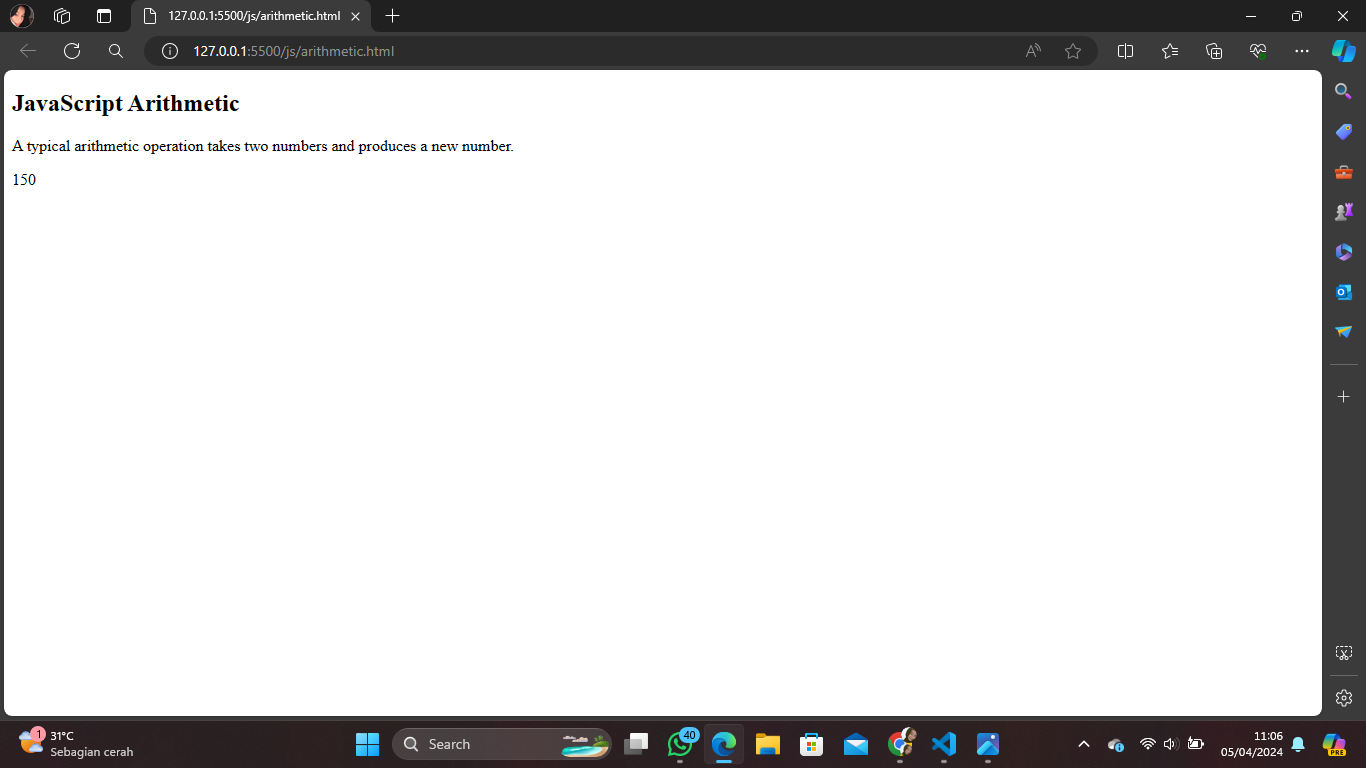 127.0.0.1:5500/js/arithmetic.html
127.0.0.1:5500/js/arithmetic.html
JavaScript Arithmetic
A typical arithmetic operation takes two numbers and produces a new number.
150
1
31°C
Sebagian cerah
Search
40
11:06
05/04/2024
PRE